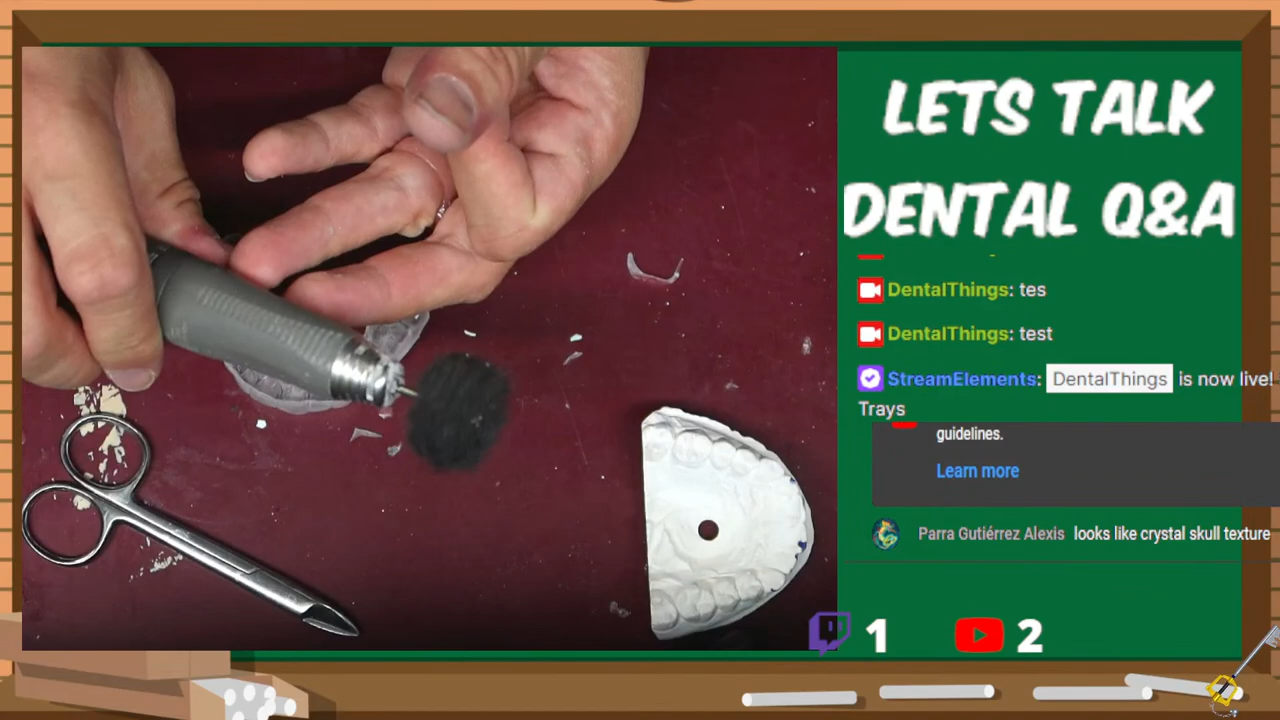 LETS TALK
DENTAL Q&A
DentalThings: tes
DentalThings: test
StreamElements: DentalThings is now live!
Trays
guidelines.
Learn more
Parra Gutiérrez Alexis looks like crystal skull texture
1
2